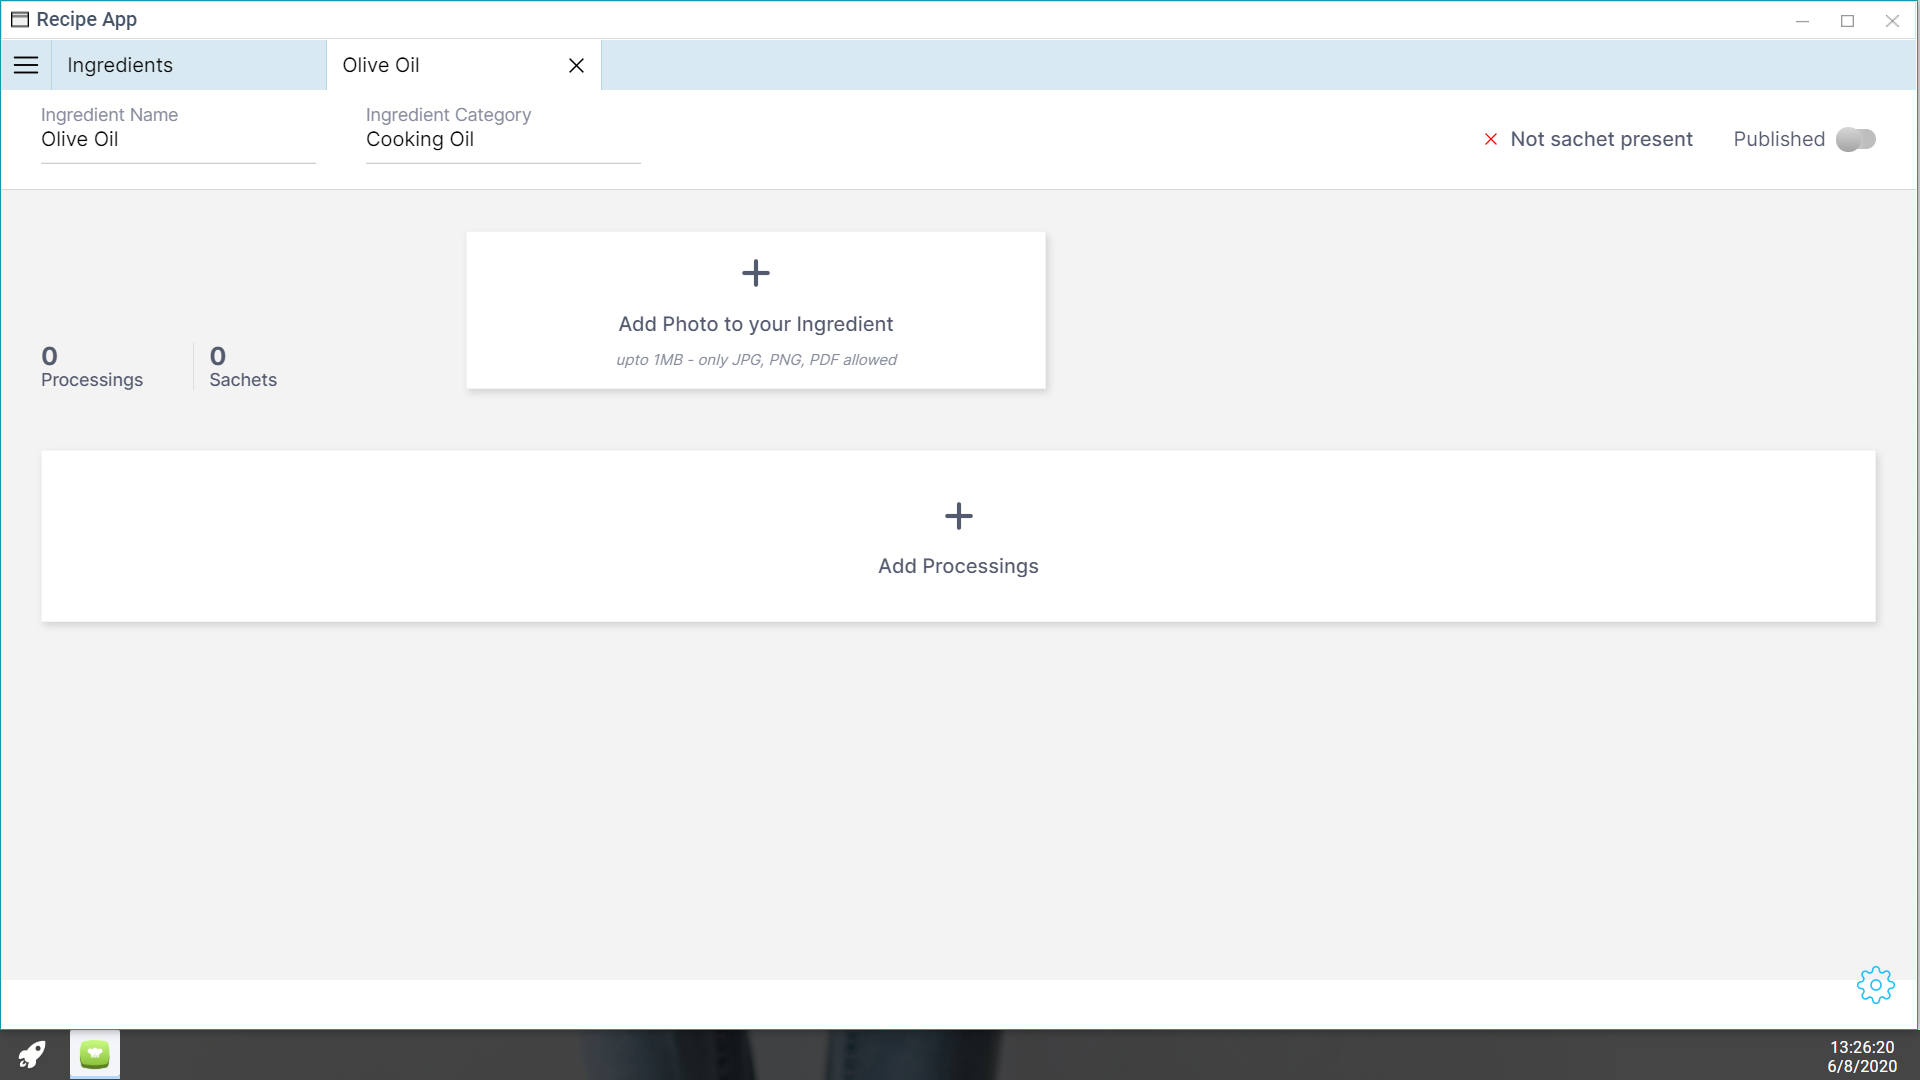 Recipe App
Ingredients
Olive Oil
Ingredient Name
Olive Oil
Ingredient Category
Cooking Oil
Not sachet present
Published
Add Photo to your Ingredient
upto 1MB - only JPG, PNG, PDF allowed
0
Processings
0
Sachets
Add Processings
13:26:20
6/8/2020